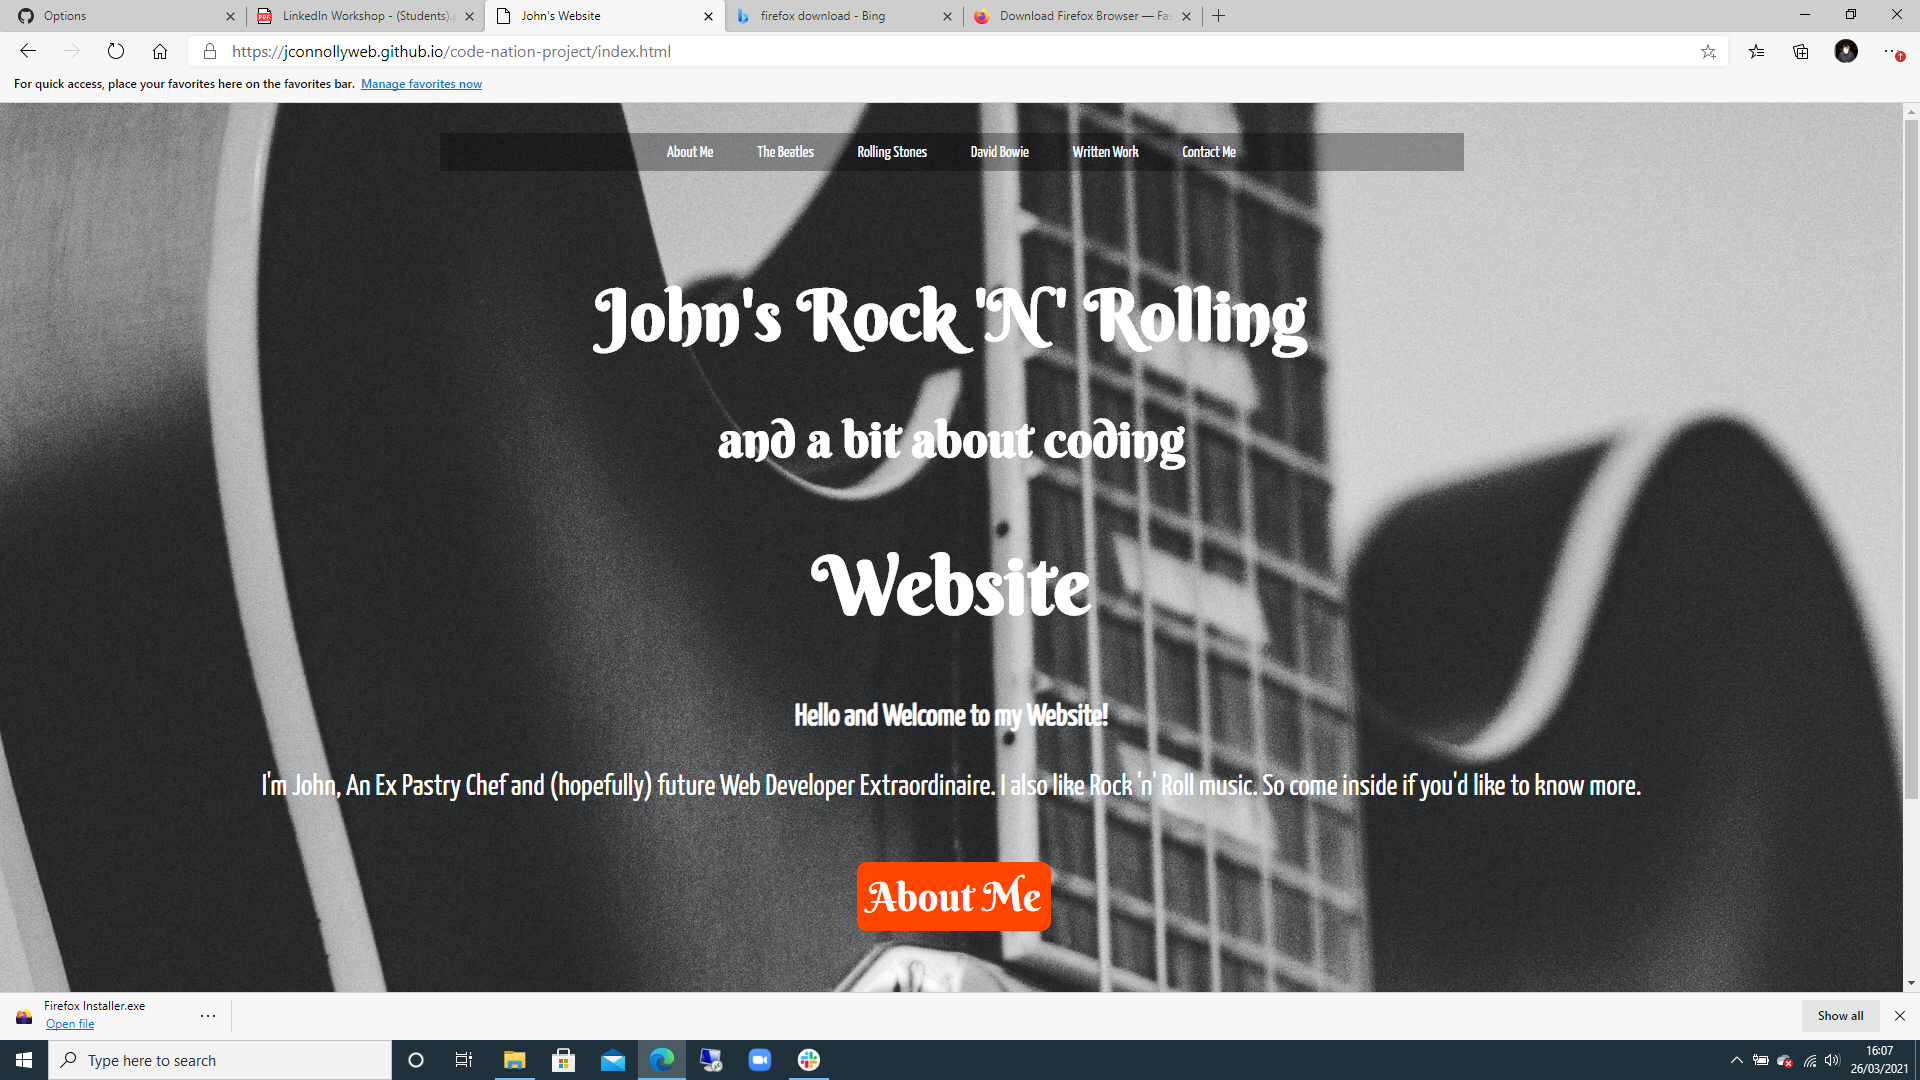 Options
LinkedIn Workshop - (Students).
John's Website
firefox download - Bing
Download Firefox Browser — Fas
https://jconnollyweb.github.io/code-nation-project/index.html
For quick access, place your favorites here on the favorites bar. Manage favorites now
About Me The Beatles Rolling Stones David Bowie Written Work Contact Me
John's Rock 'N' Rolling
and a bit about coding
Website
Hello and Welcome to my Website!
I'm John, An Ex Pastry Chef and (hopefully) future Web Developer Extraordinaire. I also like Rock 'n' Roll music. So come inside if you'd like to know more.
About Me
Firefox Installer.exe
Open file
Show all
Type here to search
16:07
26/03/2021